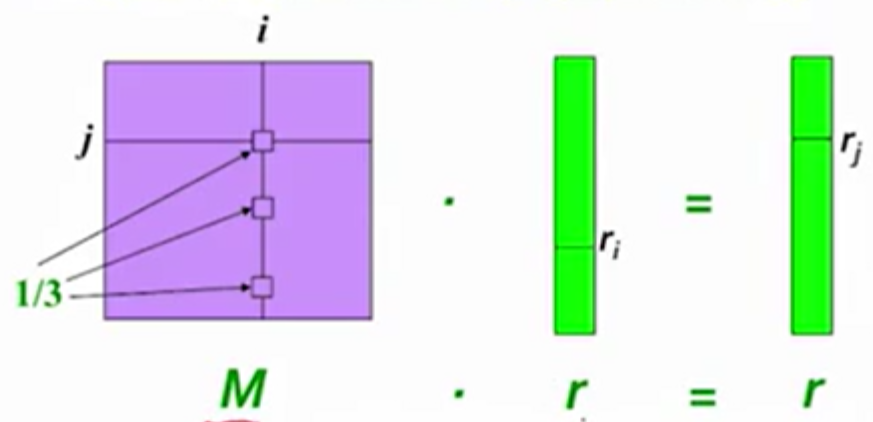 i
j
· =
r_j
r_i
1/3
M · r = r